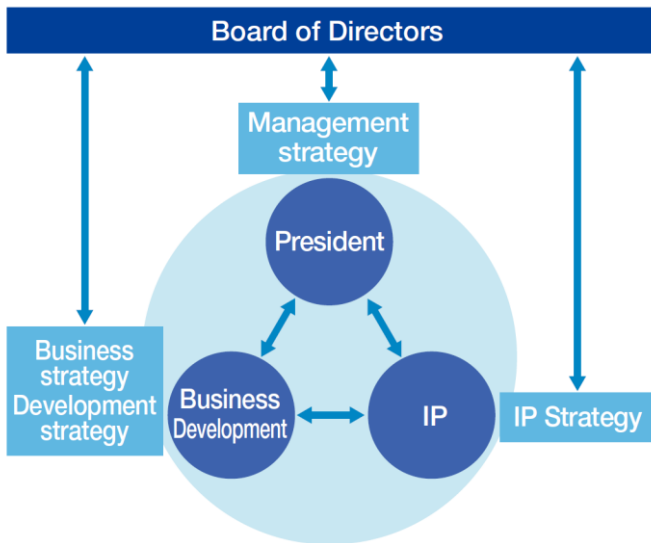 Board of Directors
Management
strategy
President
Business
strategy
Development
strategy
Business
Development
IP
IP Strategy